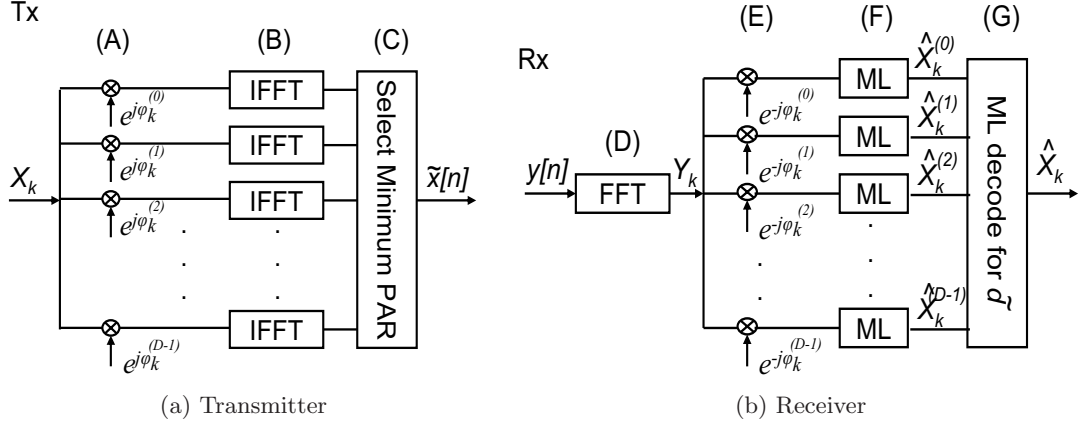 Tx
(A)
(B)
(C)
X_k
e^{jφ_k^{(0)}}
e^{jφ_k^{(1)}}
e^{jφ_k^{(2)}}
e^{jφ_k^{(D-1)}}
IFFT
IFFT
IFFT
IFFT
Select Minimum PAR
x̃[n]
(a) Transmitter
Rx
(D)
(E)
(F)
(G)
y[n]
FFT
Y_k
e^{-jφ_k^{(0)}}
e^{-jφ_k^{(1)}}
e^{-jφ_k^{(2)}}
e^{-jφ_k^{(D-1)}}
ML
ML
ML
ML
X̂_k^{(0)}
X̂_k^{(1)}
X̂_k^{(2)}
X̂_k^{(D-1)}
ML decode for d̃
X̂_k
(b) Receiver